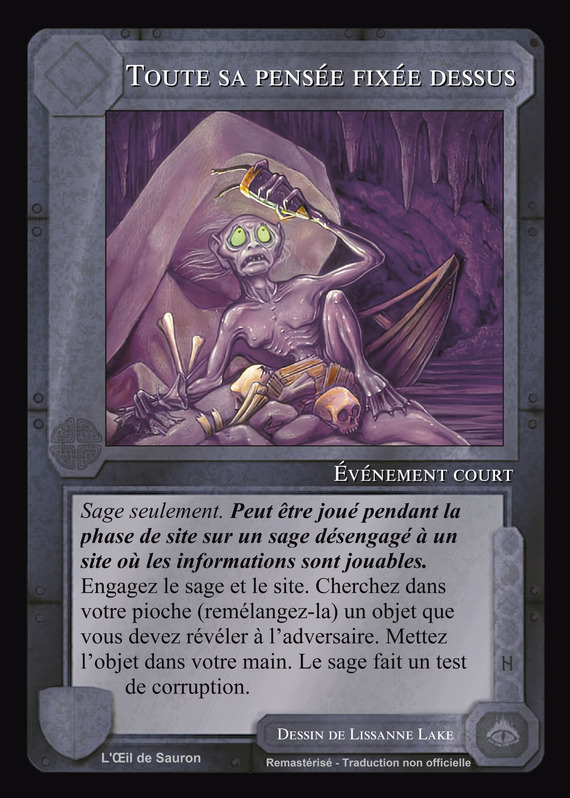 Toute sa pensée fixée dessus
Événement court
Sage seulement. Peut être joué pendant la
phase de site sur un sage désengagé à un
site où les informations sont jouables.
Engagez le sage et le site. Cherchez dans
votre pioche (remélangez-la) un objet que
vous devez révéler à l’adversaire. Mettez
l’objet dans votre main. Le sage fait un test
de corruption.
Dessin de Lissanne Lake
L'Œil de Sauron
Remastérisé - Traduction non officielle